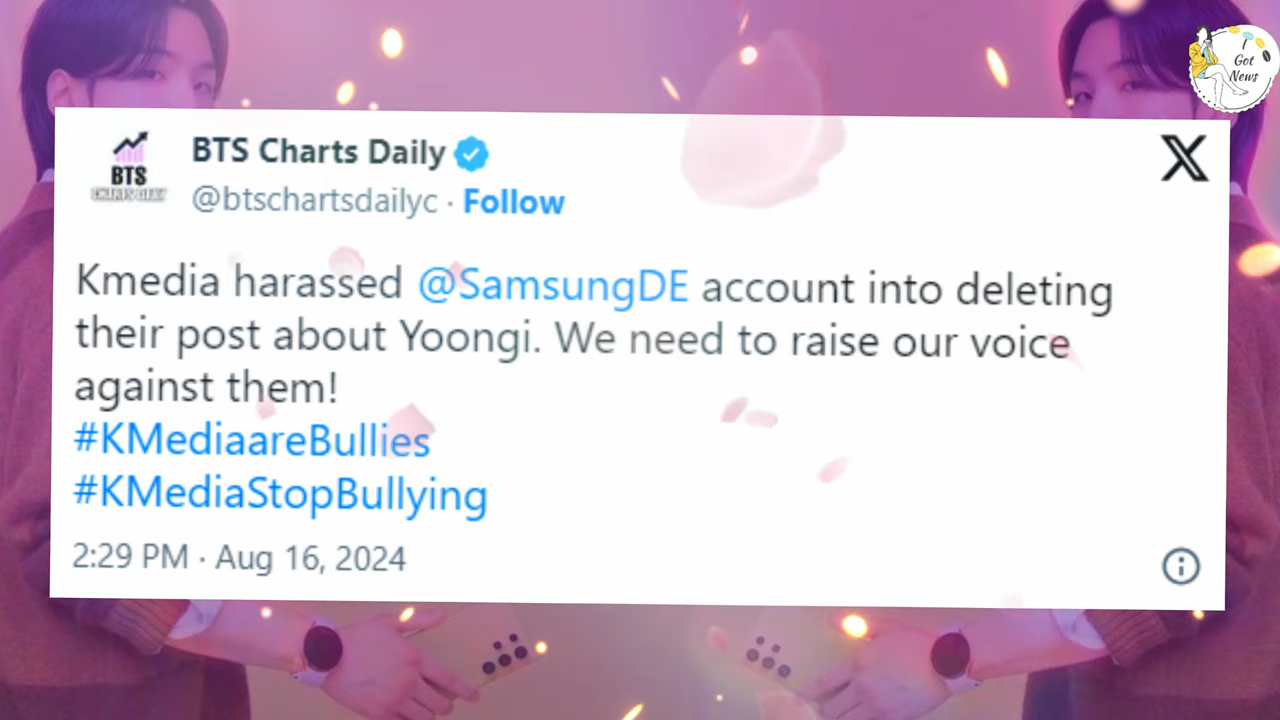 I
Got
News
BTS Charts Daily
@btschartsdailyc · Follow
X
BTS
Kmedia harassed @SamsungDE account into deleting
their post about Yoongi. We need to raise our voice
against them!
#KMediaareBullies
#KMediaStopBullying
2:29 PM · Aug 16, 2024